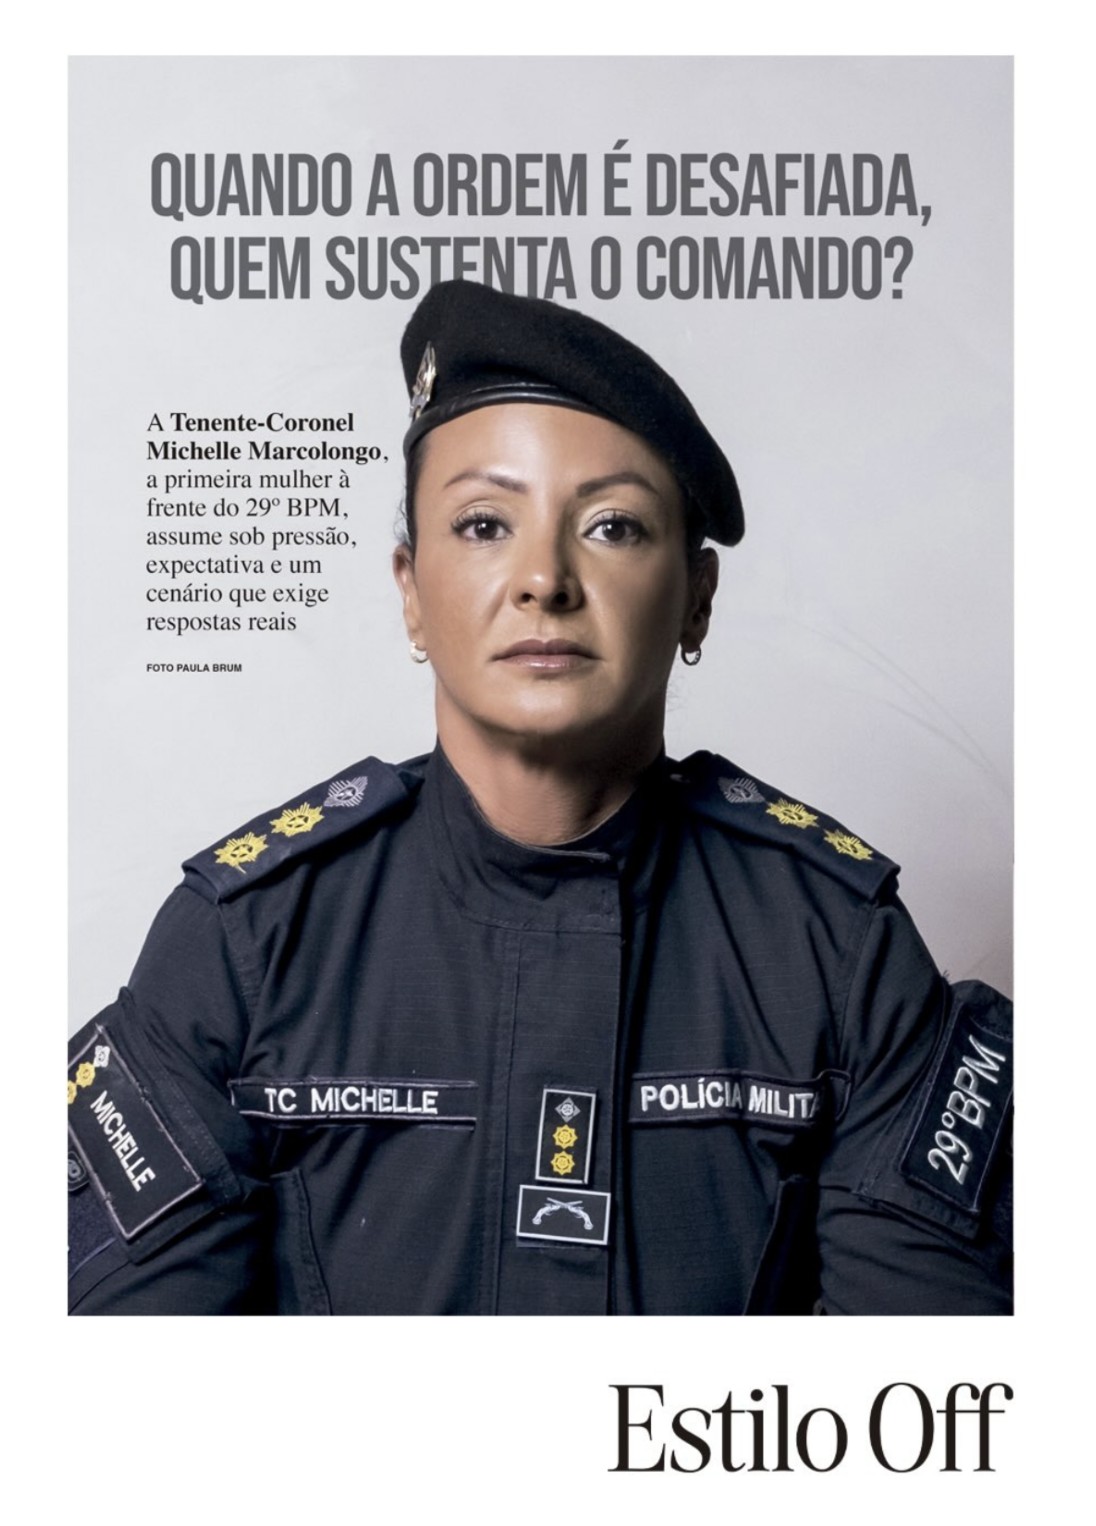 QUANDO A ORDEM É DESAFIADA,
QUEM SUSTENTA O COMANDO?
A Tenente-Coronel
Michelle Marcolongo,
a primeira mulher à
frente do 29º BPM,
assume sob pressão,
expectativa e um
cenário que exige
respostas reais
FOTO PAULA BRUM
MICHELLE
TC MICHELLE
POLÍCIA MILITA
29ºBPM
Estilo Off